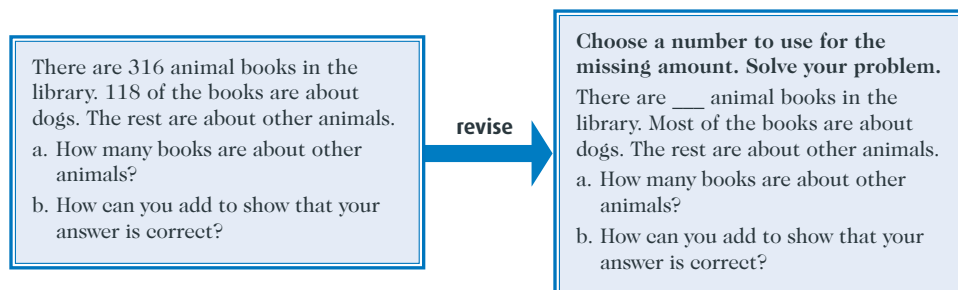 There are 316 animal books in the
library. 118 of the books are about
dogs. The rest are about other animals.
a. How many books are about other
animals?
b. How can you add to show that your
answer is correct?
revise
Choose a number to use for the
missing amount. Solve your problem.
There are ___ animal books in the
library. Most of the books are about
dogs. The rest are about other animals.
a. How many books are about other
animals?
b. How can you add to show that your
answer is correct?